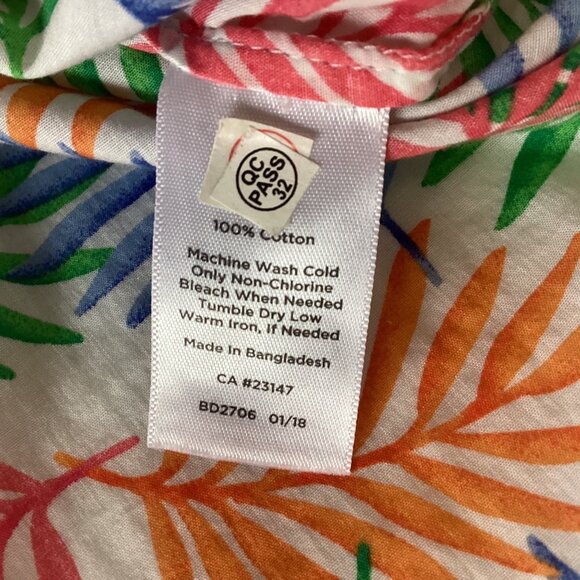 QC
PASS
32
100% Cotton
Machine Wash Cold
Only Non-Chlorine
Bleach When Needed
Tumble Dry Low
Warm Iron, If Needed
Made In Bangladesh
CA #23147
BD2706 01/18